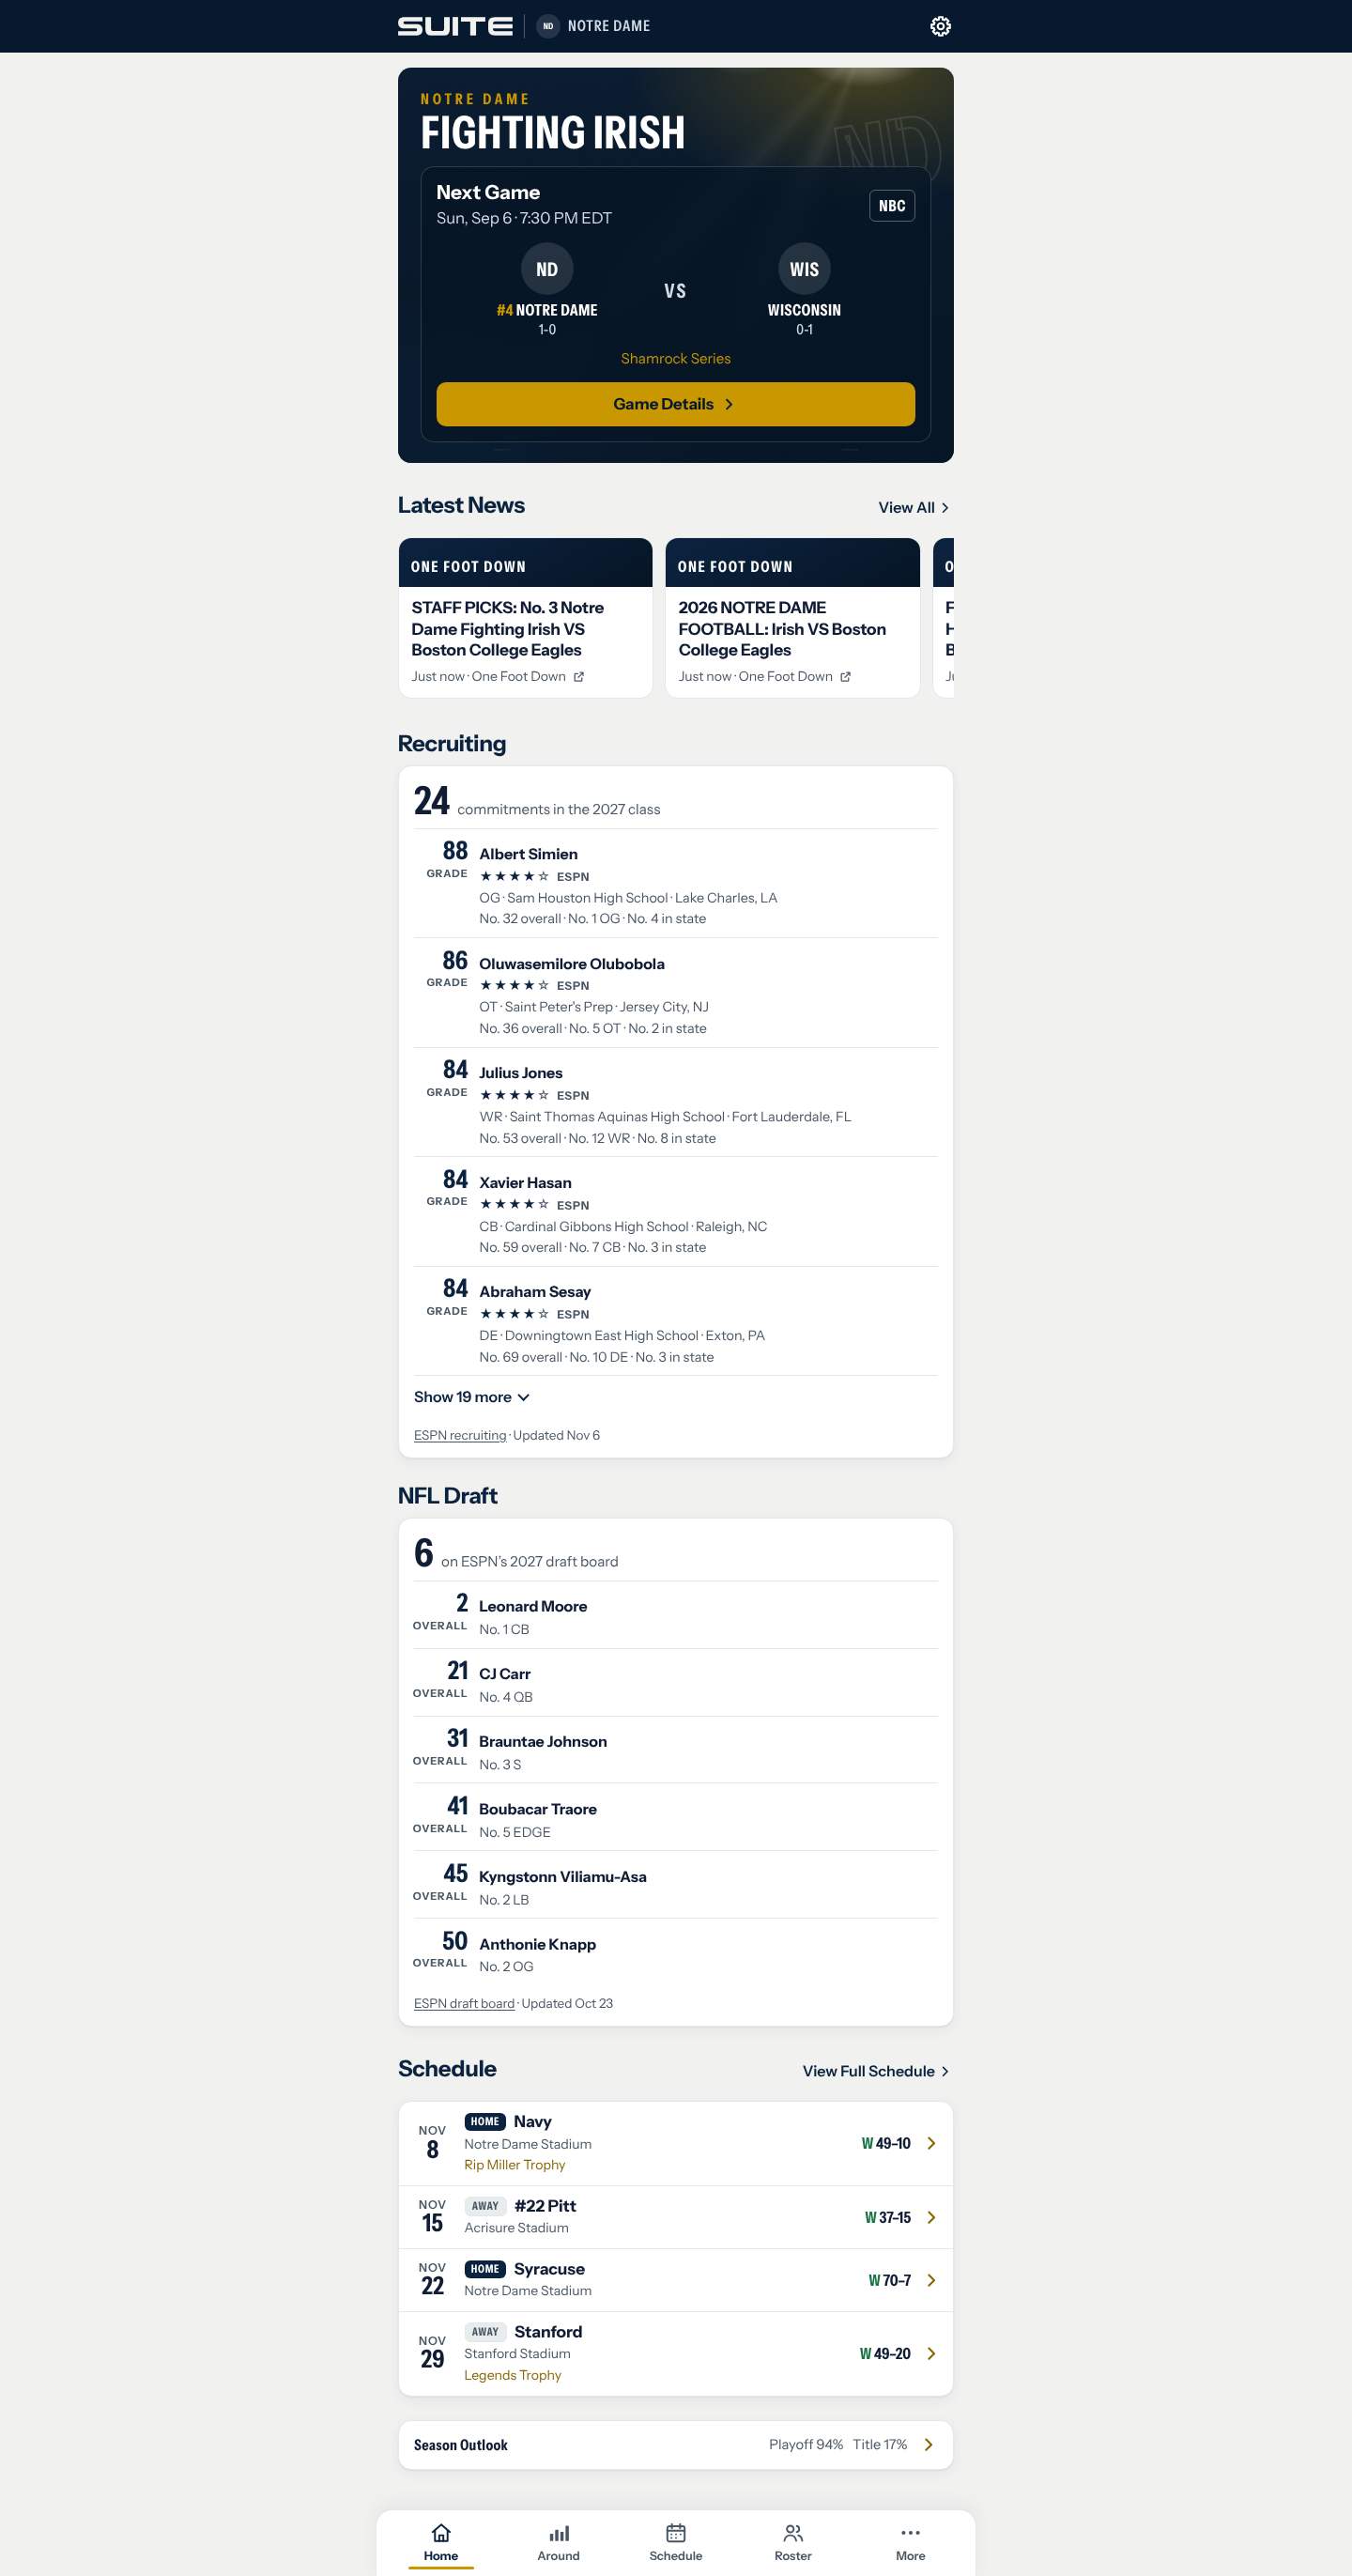 SUITE
ND
NOTRE DAME
NOTRE DAME
FIGHTING IRISH
ND
Next Game
Sun, Sep 6 · 7:30 PM EDT
NBC
ND
VS
WIS
#4 NOTRE DAME
WISCONSIN
1-0
0-1
Shamrock Series
Game Details
Latest News
View All
ONE FOOT DOWN
STAFF PICKS: No. 3 Notre
Dame Fighting Irish VS
Boston College Eagles
Just now · One Foot Down
ONE FOOT DOWN
2026 NOTRE DAME
FOOTBALL: Irish VS Boston
College Eagles
Just now · One Foot Down
Recruiting
24 commitments in the 2027 class
88
GRADE
Albert Simien
★★★★☆ ESPN
OG · Sam Houston High School · Lake Charles, LA
No. 32 overall · No. 1 OG · No. 4 in state
86
GRADE
Oluwasemilore Olubobola
★★★★☆ ESPN
OT · Saint Peter's Prep · Jersey City, NJ
No. 36 overall · No. 5 OT · No. 2 in state
84
GRADE
Julius Jones
★★★★☆ ESPN
WR · Saint Thomas Aquinas High School · Fort Lauderdale, FL
No. 53 overall · No. 12 WR · No. 8 in state
84
GRADE
Xavier Hasan
★★★★☆ ESPN
CB · Cardinal Gibbons High School · Raleigh, NC
No. 59 overall · No. 7 CB · No. 3 in state
84
GRADE
Abraham Sesay
★★★★☆ ESPN
DE · Downingtown East High School · Exton, PA
No. 69 overall · No. 10 DE · No. 3 in state
Show 19 more
ESPN recruiting · Updated Nov 6
NFL Draft
6 on ESPN's 2027 draft board
2
OVERALL
Leonard Moore
No. 1 CB
21
OVERALL
CJ Carr
No. 4 QB
31
OVERALL
Brauntae Johnson
No. 3 S
41
OVERALL
Boubacar Traore
No. 5 EDGE
45
OVERALL
Kyngstonn Viliamu-Asa
No. 2 LB
50
OVERALL
Anthonie Knapp
No. 2 OG
ESPN draft board · Updated Oct 23
Schedule
View Full Schedule
NOV
8
HOME Navy
Notre Dame Stadium
Rip Miller Trophy
W 49–10
NOV
15
AWAY #22 Pitt
Acrisure Stadium
W 37–15
NOV
22
HOME Syracuse
Notre Dame Stadium
W 70–7
NOV
29
AWAY Stanford
Stanford Stadium
Legends Trophy
W 49–20
Season Outlook
Playoff 94% Title 17%
Home
Around
Schedule
Roster
More